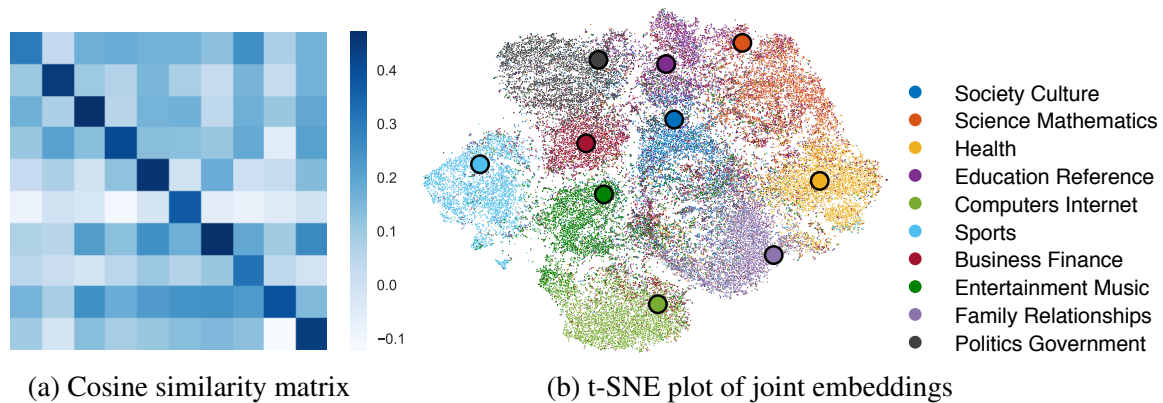 0.4
0.3
0.2
0.1
0.0
−0.1
Society Culture
Science Mathematics
Health
Education Reference
Computers Internet
Sports
Business Finance
Entertainment Music
Family Relationships
Politics Government
(a) Cosine similarity matrix
(b) t-SNE plot of joint embeddings